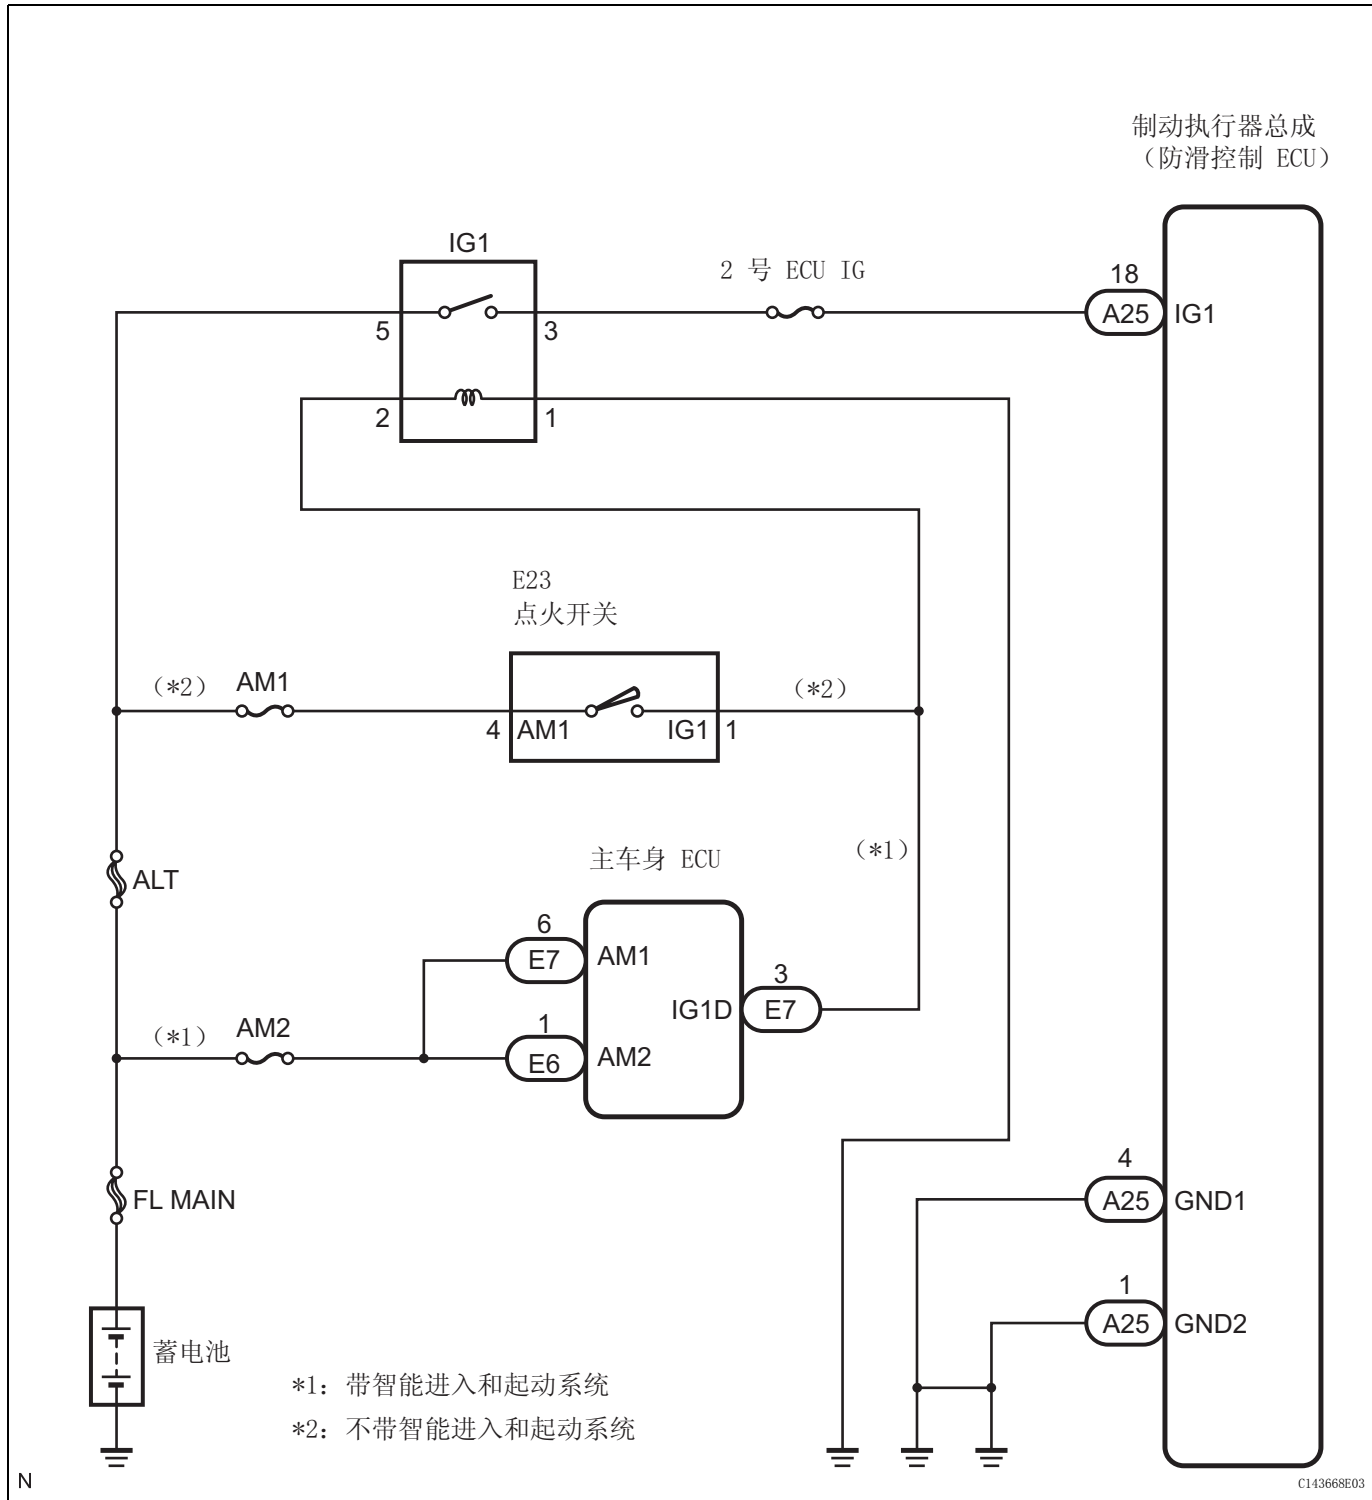 制动执行器总成
（防滑控制 ECU）
IG1
2 号 ECU IG
18
A25
IG1
5
3
2
1
E23
点火开关
（*2）
AM1
（*2）
4
AM1
IG1
1
主车身 ECU
（*1）
ALT
6
E7
AM1
3
IG1D
E7
（*1）
AM2
1
E6
AM2
4
A25
GND1
FL MAIN
1
A25
GND2
蓄电池
*1：带智能进入和起动系统
*2：不带智能进入和起动系统
N
C143668E03